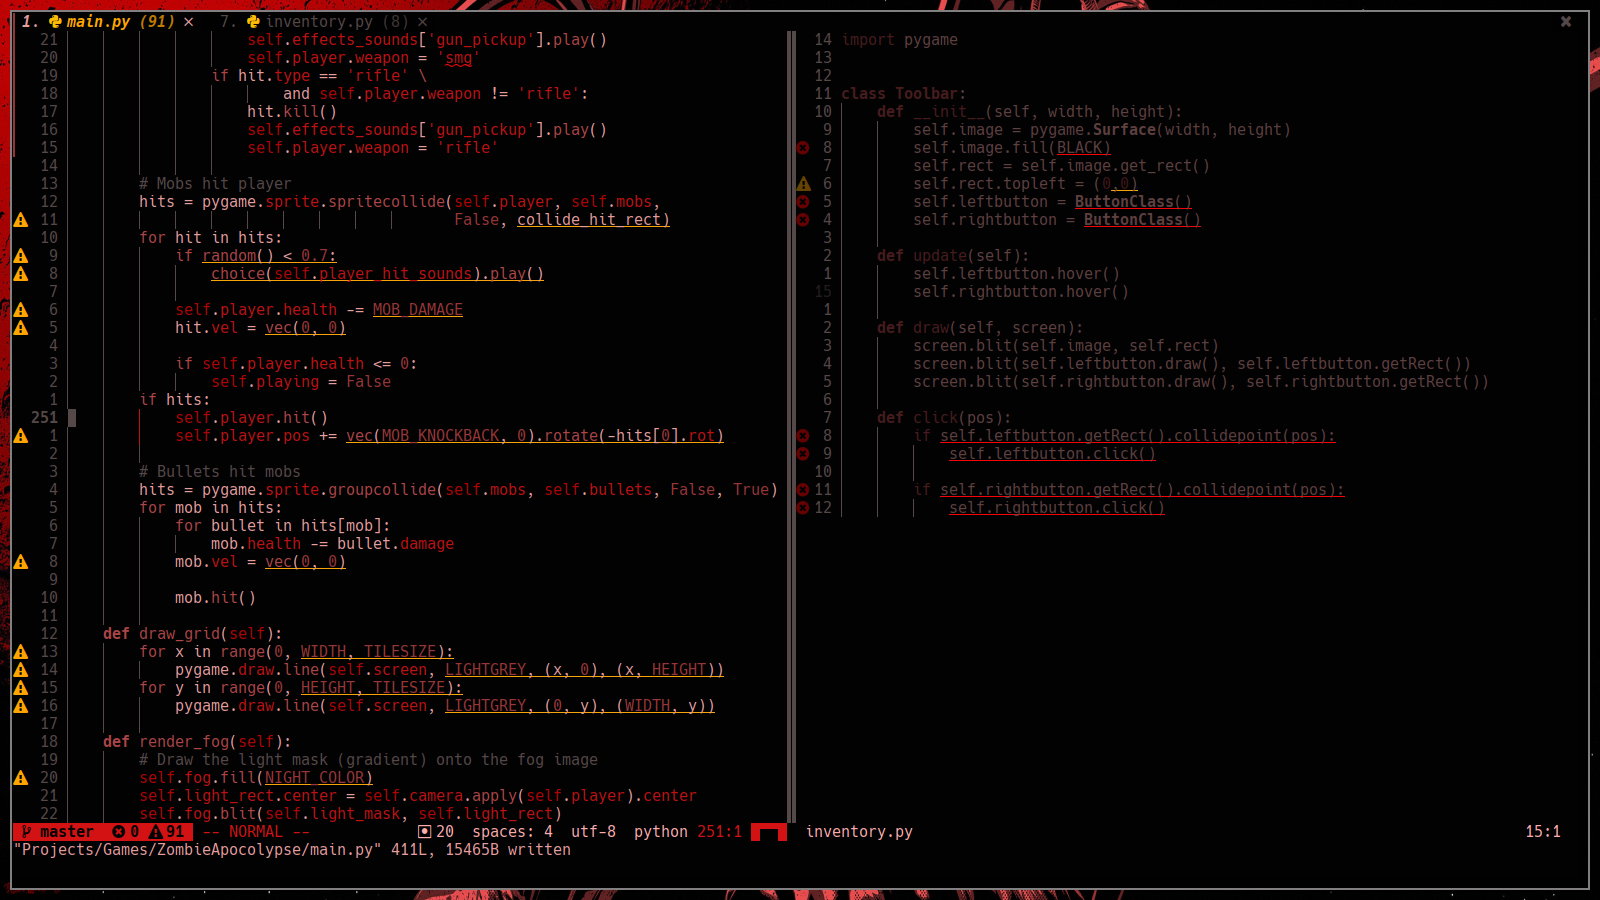 1. main.py (91) × 7. inventory.py (8) ×
21 self.effects_sounds['gun_pickup'].play()
20 self.player.weapon = 'smg'
19 if hit.type == 'rifle' \
18 and self.player.weapon != 'rifle':
17 hit.kill()
16 self.effects_sounds['gun_pickup'].play()
15 self.player.weapon = 'rifle'
14
13 # Mobs hit player
12 hits = pygame.sprite.spritecollide(self.player, self.mobs,
11 False, collide_hit_rect)
10 for hit in hits:
9 if random() < 0.7:
8 choice(self.player_hit_sounds).play()
7
6 self.player.health -= MOB_DAMAGE
5 hit.vel = vec(0, 0)
4
3 if self.player.health <= 0:
2 self.playing = False
1 if hits:
251 self.player.hit()
1 self.player.pos += vec(MOB_KNOCKBACK, 0).rotate(-hits[0].rot)
2
3 # Bullets hit mobs
4 hits = pygame.sprite.groupcollide(self.mobs, self.bullets, False, True)
5 for mob in hits:
6 for bullet in hits[mob]:
7 mob.health -= bullet.damage
8 mob.vel = vec(0, 0)
9
10 mob.hit()
11
12 def draw_grid(self):
13 for x in range(0, WIDTH, TILESIZE):
14 pygame.draw.line(self.screen, LIGHTGREY, (x, 0), (x, HEIGHT))
15 for y in range(0, HEIGHT, TILESIZE):
16 pygame.draw.line(self.screen, LIGHTGREY, (0, y), (WIDTH, y))
17
18 def render_fog(self):
19 # Draw the light mask (gradient) onto the fog image
20 self.fog.fill(NIGHT_COLOR)
21 self.light_rect.center = self.camera.apply(self.player).center
22 self.fog.blit(self.light_mask, self.light_rect)
14 import pygame
13
12
11 class Toolbar:
10 def __init__(self, width, height):
9 self.image = pygame.Surface(width, height)
8 self.image.fill(BLACK)
7 self.rect = self.image.get_rect()
6 self.rect.topleft = (0,0)
5 self.leftbutton = ButtonClass()
4 self.rightbutton = ButtonClass()
3
2 def update(self):
1 self.leftbutton.hover()
15 self.rightbutton.hover()
1
2 def draw(self, screen):
3 screen.blit(self.image, self.rect)
4 screen.blit(self.leftbutton.draw(), self.leftbutton.getRect())
5 screen.blit(self.rightbutton.draw(), self.rightbutton.getRect())
6
7 def click(pos):
8 if self.leftbutton.getRect().collidepoint(pos):
9 self.leftbutton.click()
10
11 if self.rightbutton.getRect().collidepoint(pos):
12 self.rightbutton.click()
master 0 91 -- NORMAL -- 20 spaces: 4 utf-8 python 251:1 inventory.py 15:1
"Projects/Games/ZombieApocolypse/main.py" 411L, 15465B written